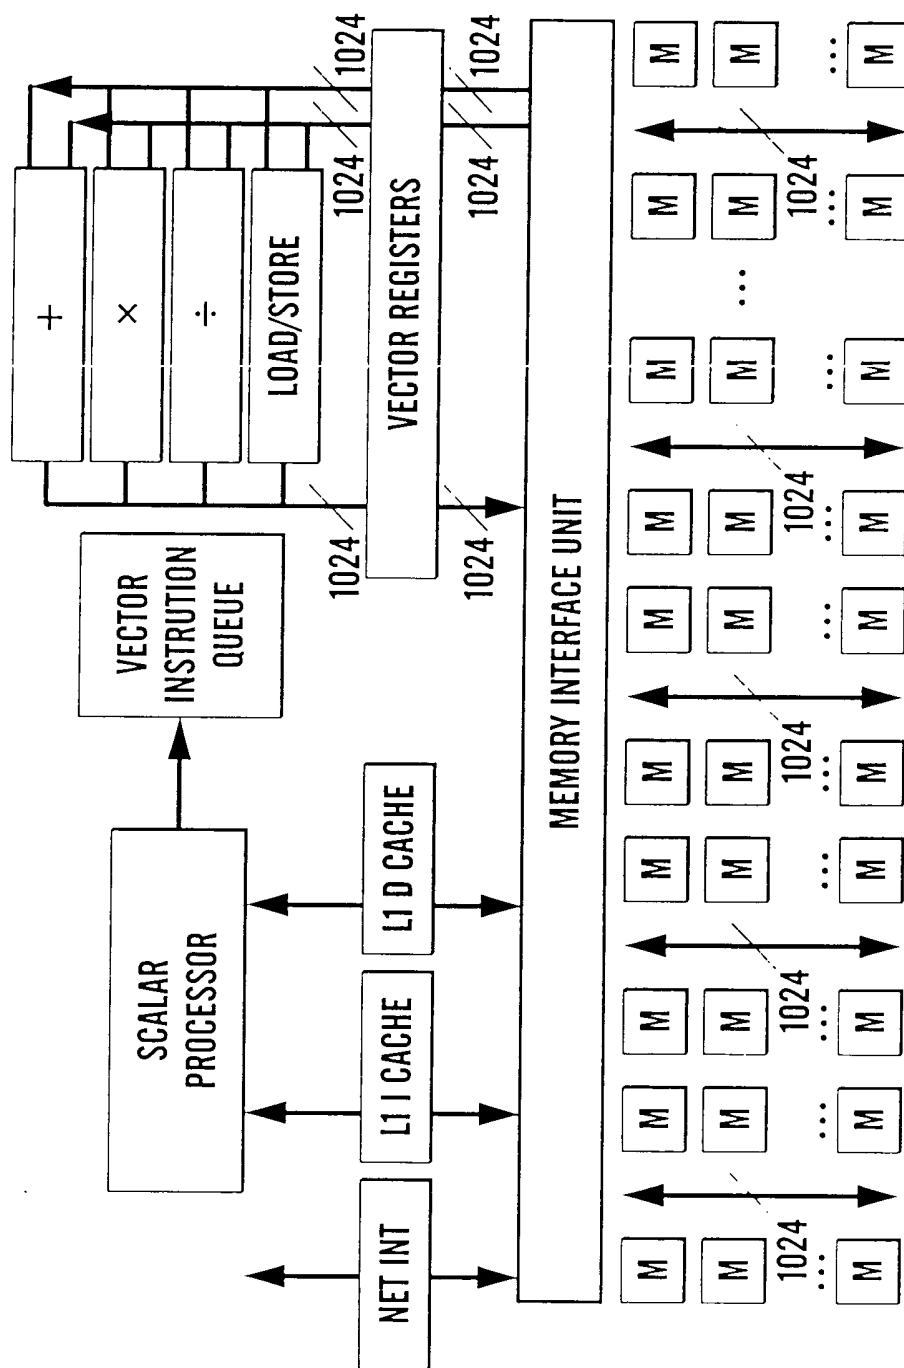 +
×
÷
LOAD/STORE
SCALAR
PROCESSOR
VECTOR
INSTRUTION
QUEUE
1024
1024
1024
NET INT
L1 I CACHE
L1 D CACHE
VECTOR REGISTERS
1024
1024
1024
MEMORY INTERFACE UNIT
M M M M M M M M M M
M M M M M M M M ... M M
1024 1024 1024 1024 1024
... ... ... ... ... ... ... ... ... ...
M M M M M M M M M M